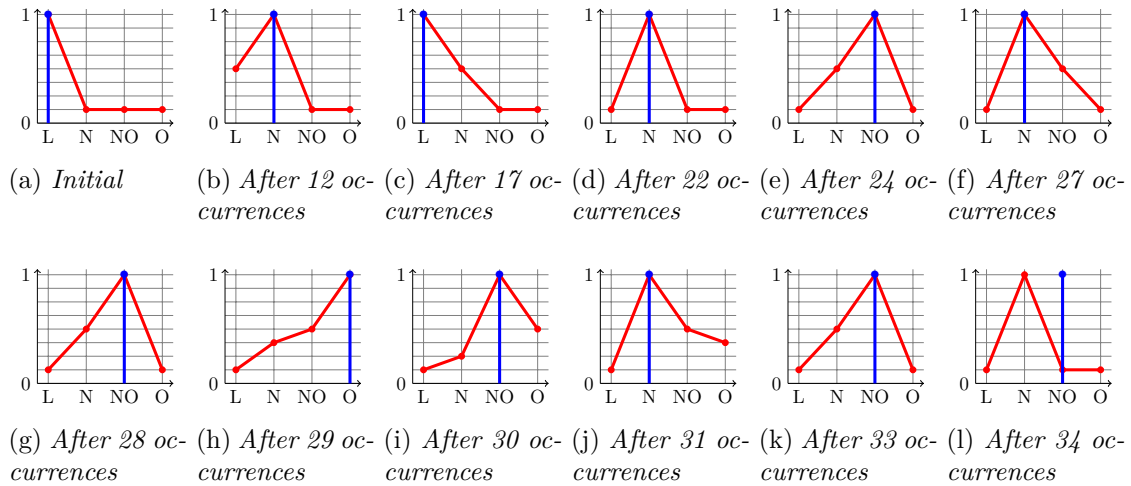 1
0
L N NO O
(a) Initial
1
0
L N NO O
(b) After 12 oc-
currences
1
0
L N NO O
(c) After 17 oc-
currences
1
0
L N NO O
(d) After 22 oc-
currences
1
0
L N NO O
(e) After 24 oc-
currences
1
0
L N NO O
(f) After 27 oc-
currences
1
0
L N NO O
(g) After 28 oc-
currences
1
0
L N NO O
(h) After 29 oc-
currences
1
0
L N NO O
(i) After 30 oc-
currences
1
0
L N NO O
(j) After 31 oc-
currences
1
0
L N NO O
(k) After 33 oc-
currences
1
0
L N NO O
(l) After 34 oc-
currences